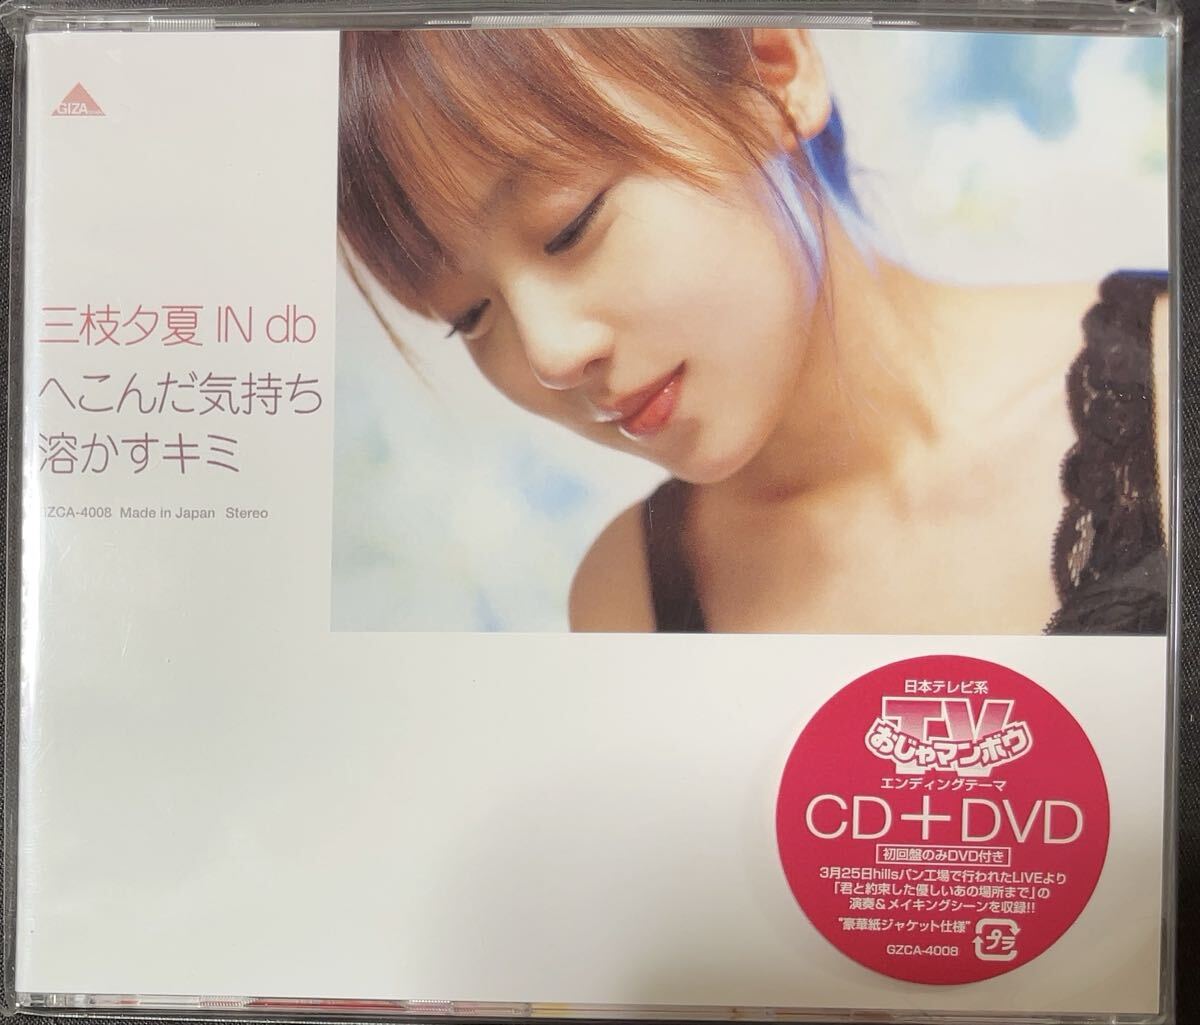 GIZA
三枝夕夏 IN db
へこんだ気持ち
溶かすキミ
GZCA-4008 Made in Japan Stereo
日本テレビ系
TV
おじゃマンボウ
エンディングテーマ
CD+DVD
初回盤のみDVD付き
3月25日hillsパン工場で行われたLIVEより
「君と約束した優しいあの場所まで」の
演奏&メイキングシーンを収録!!
"豪華紙ジャケット仕様"
プラ
GZCA-4008